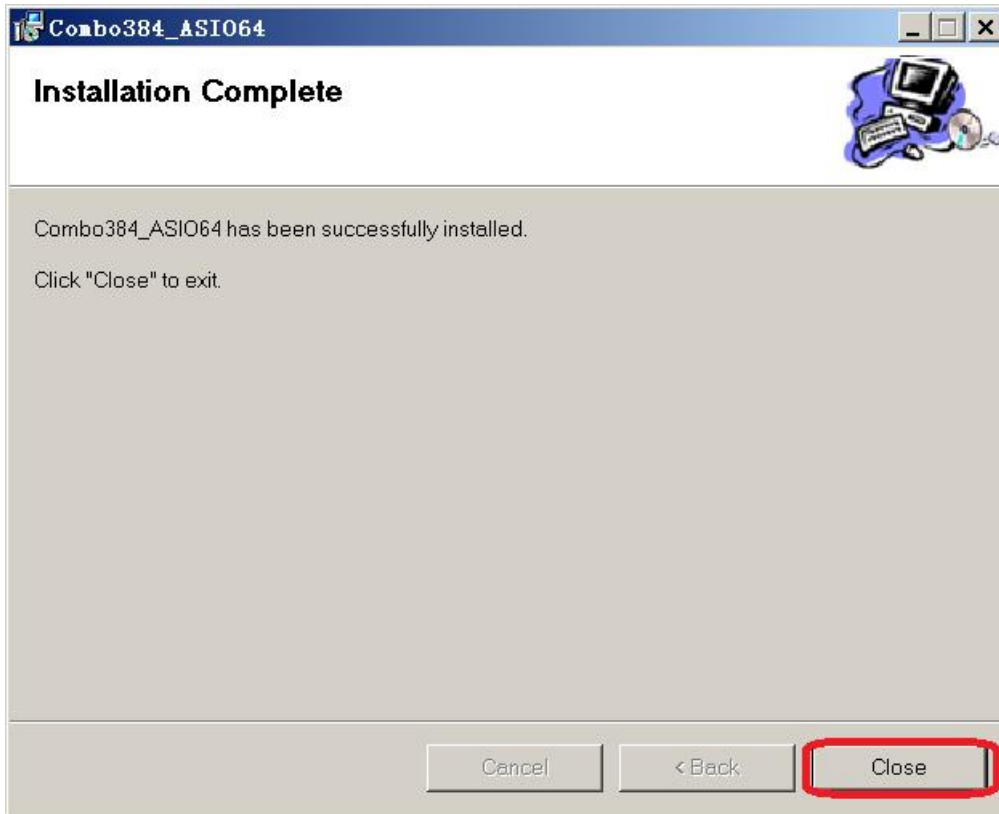 Combo384_ASIO64
Installation Complete
Combo384_ASIO64 has been successfully installed.
Click "Close" to exit.
Cancel
< Back
Close